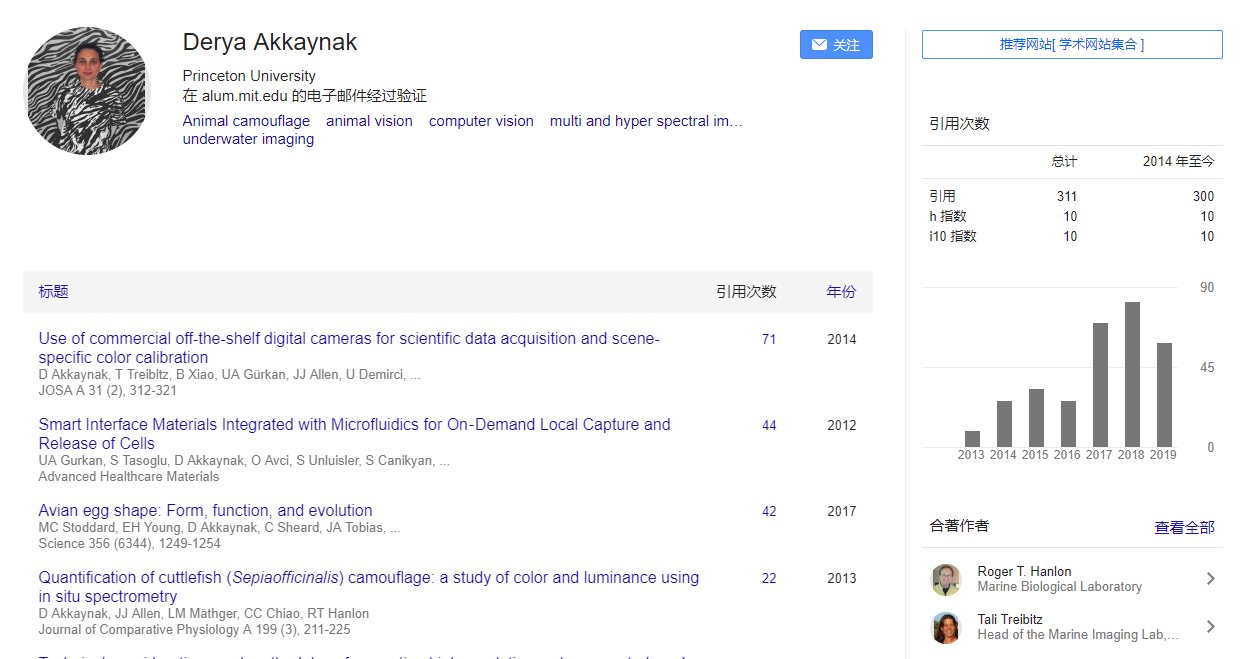 Derya Akkaynak
关注
Princeton University
在 alum.mit.edu 的电子邮件经过验证
Animal camouflage animal vision computer vision multi and hyper spectral im…
underwater imaging
标题 引用次数 年份
Use of commercial off-the-shelf digital cameras for scientific data acquisition and scene-
specific color calibration
71 2014
D Akkaynak, T Treibitz, B Xiao, UA Gürkan, JJ Allen, U Demirci, ...
JOSA A 31 (2), 312-321
Smart Interface Materials Integrated with Microfluidics for On-Demand Local Capture and
Release of Cells
44 2012
UA Gurkan, S Tasoglu, D Akkaynak, O Avci, S Unluisler, S Canikyan, ...
Advanced Healthcare Materials
Avian egg shape: Form, function, and evolution
42 2017
MC Stoddard, EH Young, D Akkaynak, C Sheard, JA Tobias, ...
Science 356 (6344), 1249-1254
Quantification of cuttlefish (Sepiaofficinalis) camouflage: a study of color and luminance using
in situ spectrometry
22 2013
D Akkaynak, JJ Allen, LM Mäthger, CC Chiao, RT Hanlon
Journal of Comparative Physiology A 199 (3), 211-225
推荐网站[ 学术网站集合 ]
引用次数
总计 2014 年至今
引用 311 300
h 指数 10 10
i10 指数 10 10
90
45
0
2013 2014 2015 2016 2017 2018 2019
合著作者 查看全部
Roger T. Hanlon
Marine Biological Laboratory
Tali Treibitz
Head of the Marine Imaging Lab,…